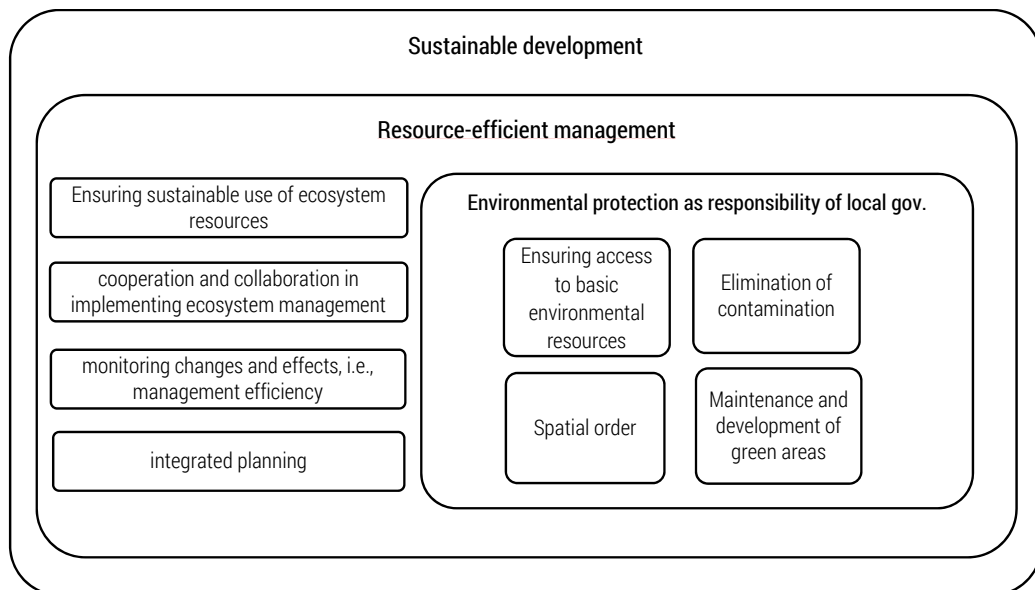 Sustainable development
Resource-efficient management
Ensuring sustainable use of ecosystem
resources
cooperation and collaboration in
implementing ecosystem management
monitoring changes and effects, i.e.,
management efficiency
integrated planning
Environmental protection as responsibility of local gov.
Ensuring access
to basic
environmental
resources
Elimination of
contamination
Spatial order
Maintenance and
development of
green areas